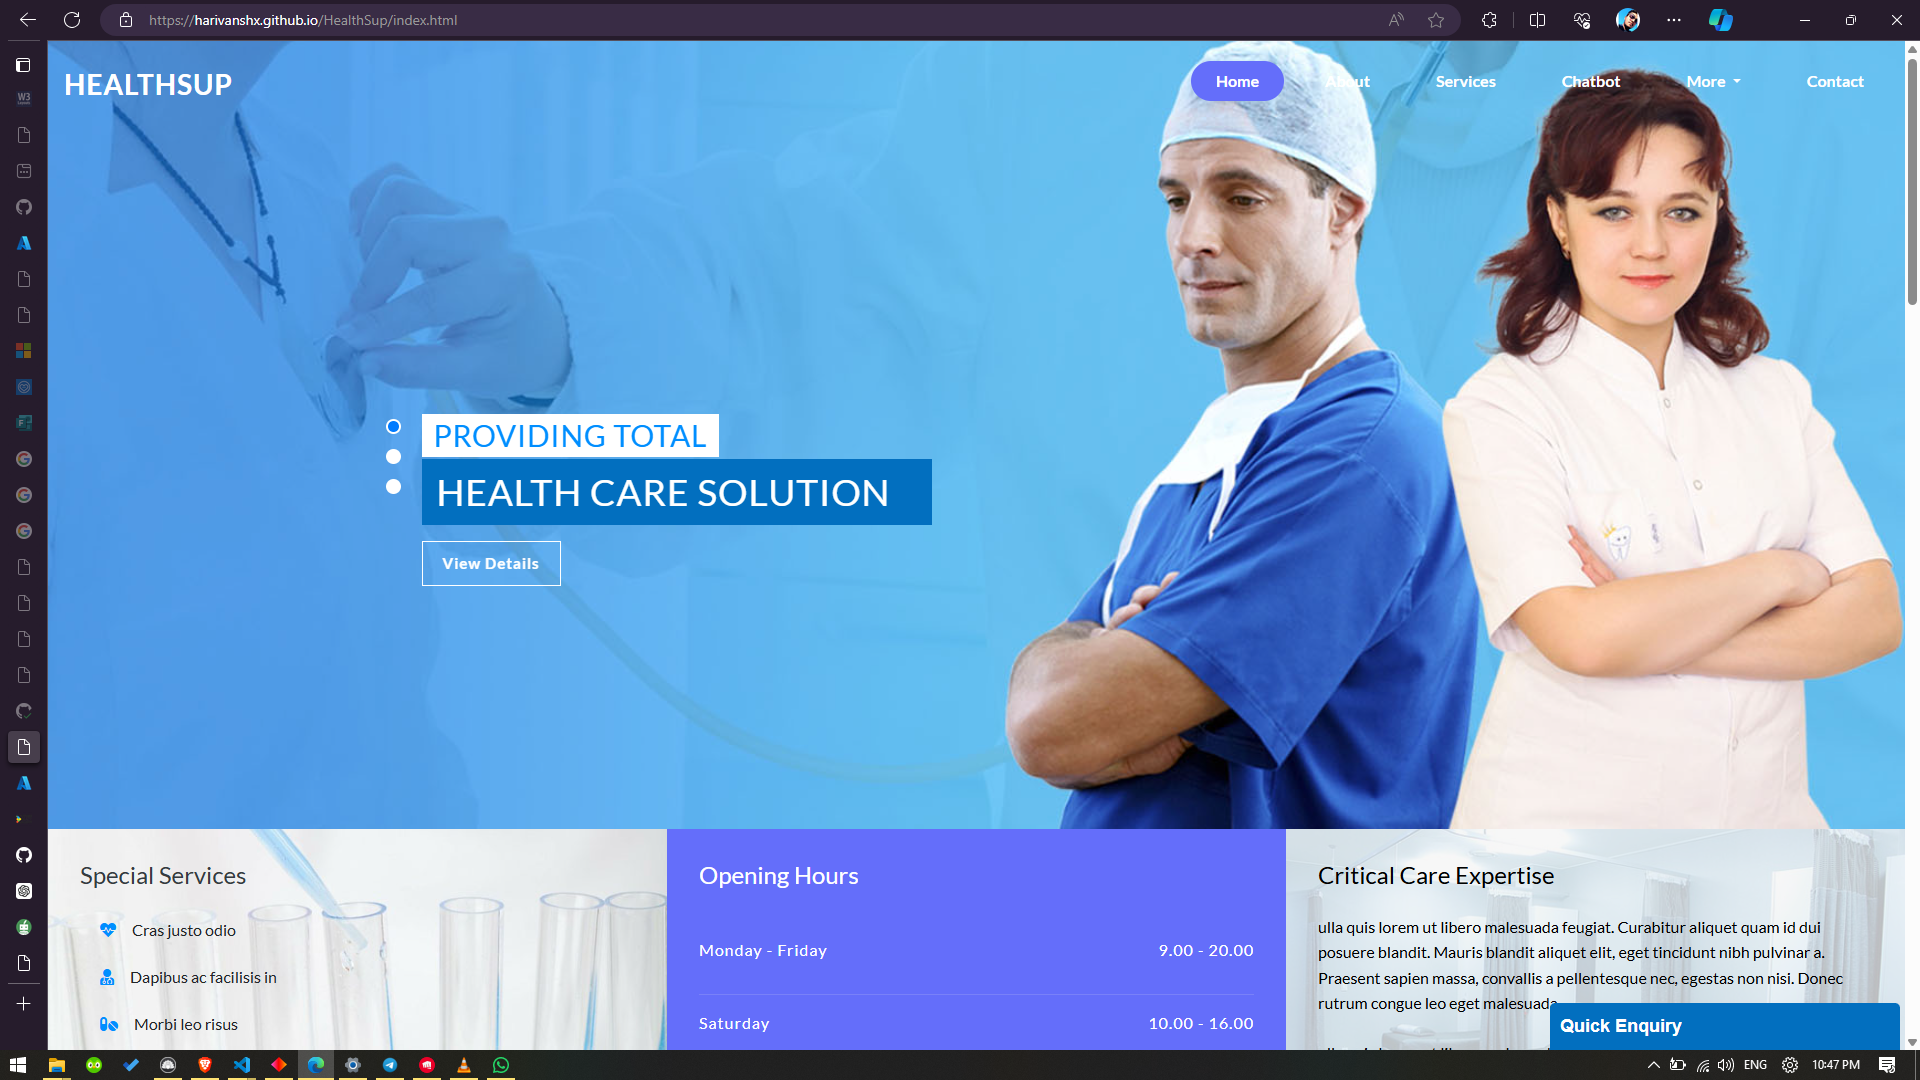 https://harivanshx.github.io/HealthSup/index.html
HEALTHSUP
Home
About
Services
Chatbot
More
Contact
PROVIDING TOTAL
HEALTH CARE SOLUTION
View Details
Special Services
Cras justo odio
Dapibus ac facilisis in
Morbi leo risus
Opening Hours
Monday - Friday 9.00 - 20.00
Saturday 10.00 - 16.00
Critical Care Expertise
ulla quis lorem ut libero malesuada feugiat. Curabitur aliquet quam id dui
posuere blandit. Mauris blandit aliquet elit, eget tincidunt nibh pulvinar a.
Praesent sapien massa, convallis a pellentesque nec, egestas non nisi. Donec
rutrum congue leo eget malesuada
Quick Enquiry
W3
ENG
10:47 PM